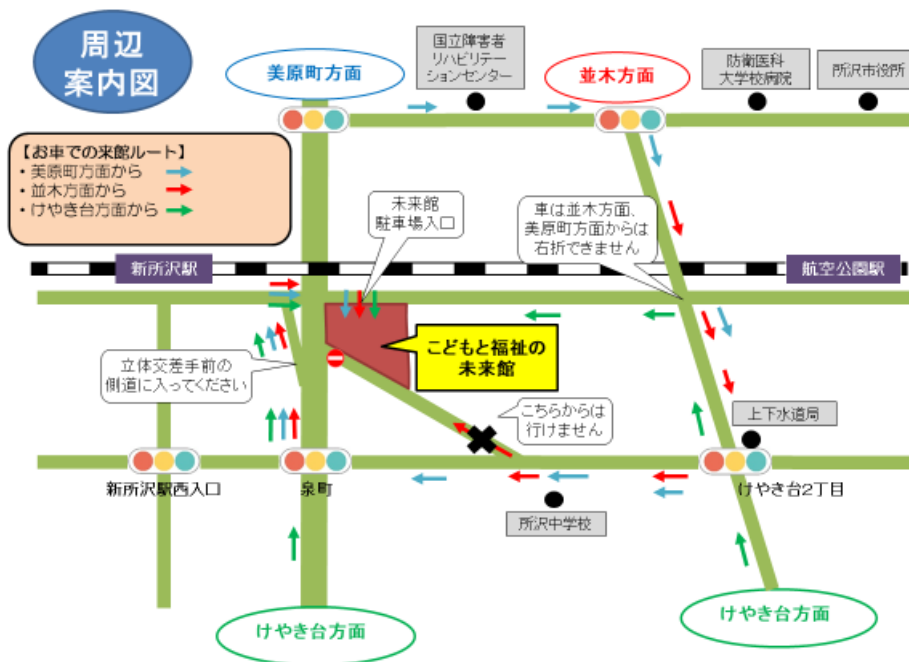 周辺
案内図
国立障害者
リハビリテー
ションセンター
美原町方面
並木方面
防衛医科
大学校病院
所沢市役所
【お車での来館ルート】
・美原町方面から
・並木方面から
・けやき台方面から
未来館
駐車場入口
車は並木方面、
美原町方面からは
右折できません
新所沢駅
航空公園駅
立体交差手前の
側道に入ってください
こどもと福祉の
未来館
こちらからは
行けません
上下水道局
新所沢駅西入口
泉町
けやき台2丁目
所沢中学校
けやき台方面
けやき台方面